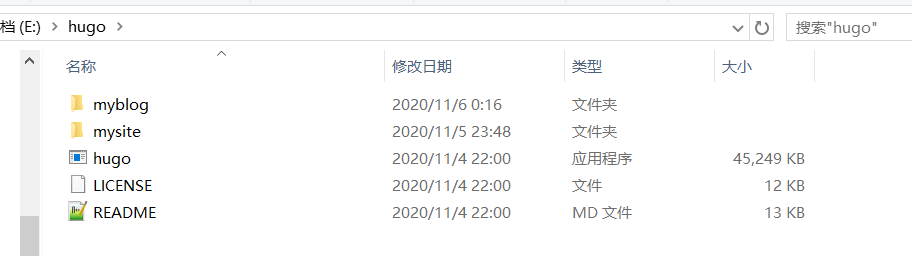 档 (E:) > hugo >
搜索"hugo"
名称 修改日期 类型 大小
myblog 2020/11/6 0:16 文件夹
mysite 2020/11/5 23:48 文件夹
hugo 2020/11/4 22:00 应用程序 45,249 KB
LICENSE 2020/11/4 22:00 文件 12 KB
README 2020/11/4 22:00 MD 文件 13 KB